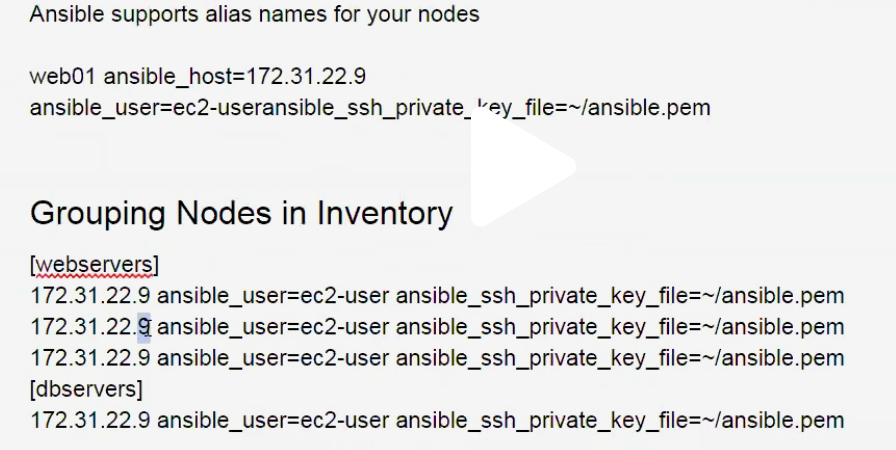 Ansible supports alias names for your nodes
web01 ansible_host=172.31.22.9
ansible_user=ec2-useransible_ssh_private_key_file=~/ansible.pem
Grouping Nodes in Inventory
[webservers]
172.31.22.9 ansible_user=ec2-user ansible_ssh_private_key_file=~/ansible.pem
172.31.22.9 ansible_user=ec2-user ansible_ssh_private_key_file=~/ansible.pem
172.31.22.9 ansible_user=ec2-user ansible_ssh_private_key_file=~/ansible.pem
[dbservers]
172.31.22.9 ansible_user=ec2-user ansible_ssh_private_key_file=~/ansible.pem